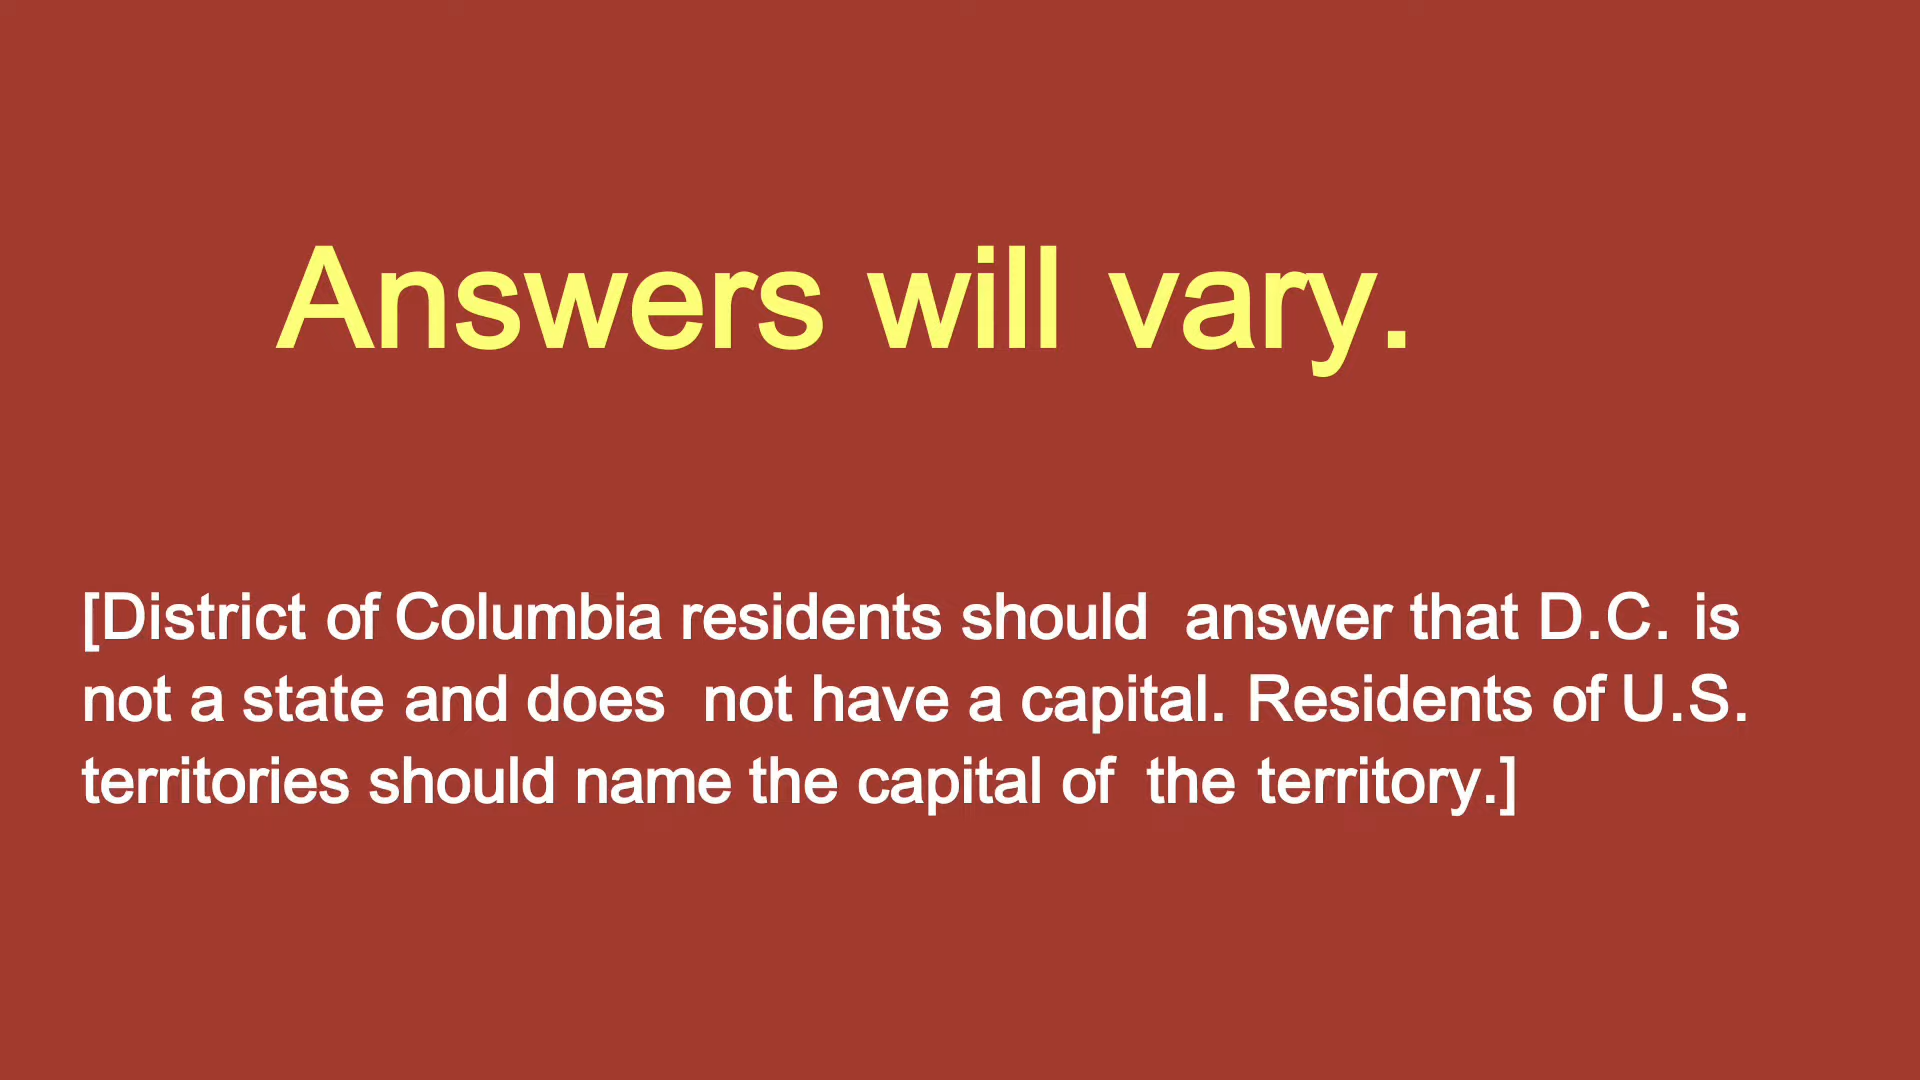 Answers will vary.
[District of Columbia residents should  answer that D.C. is
not a state and does  not have a capital. Residents of U.S.
territories should name the capital of  the territory.]